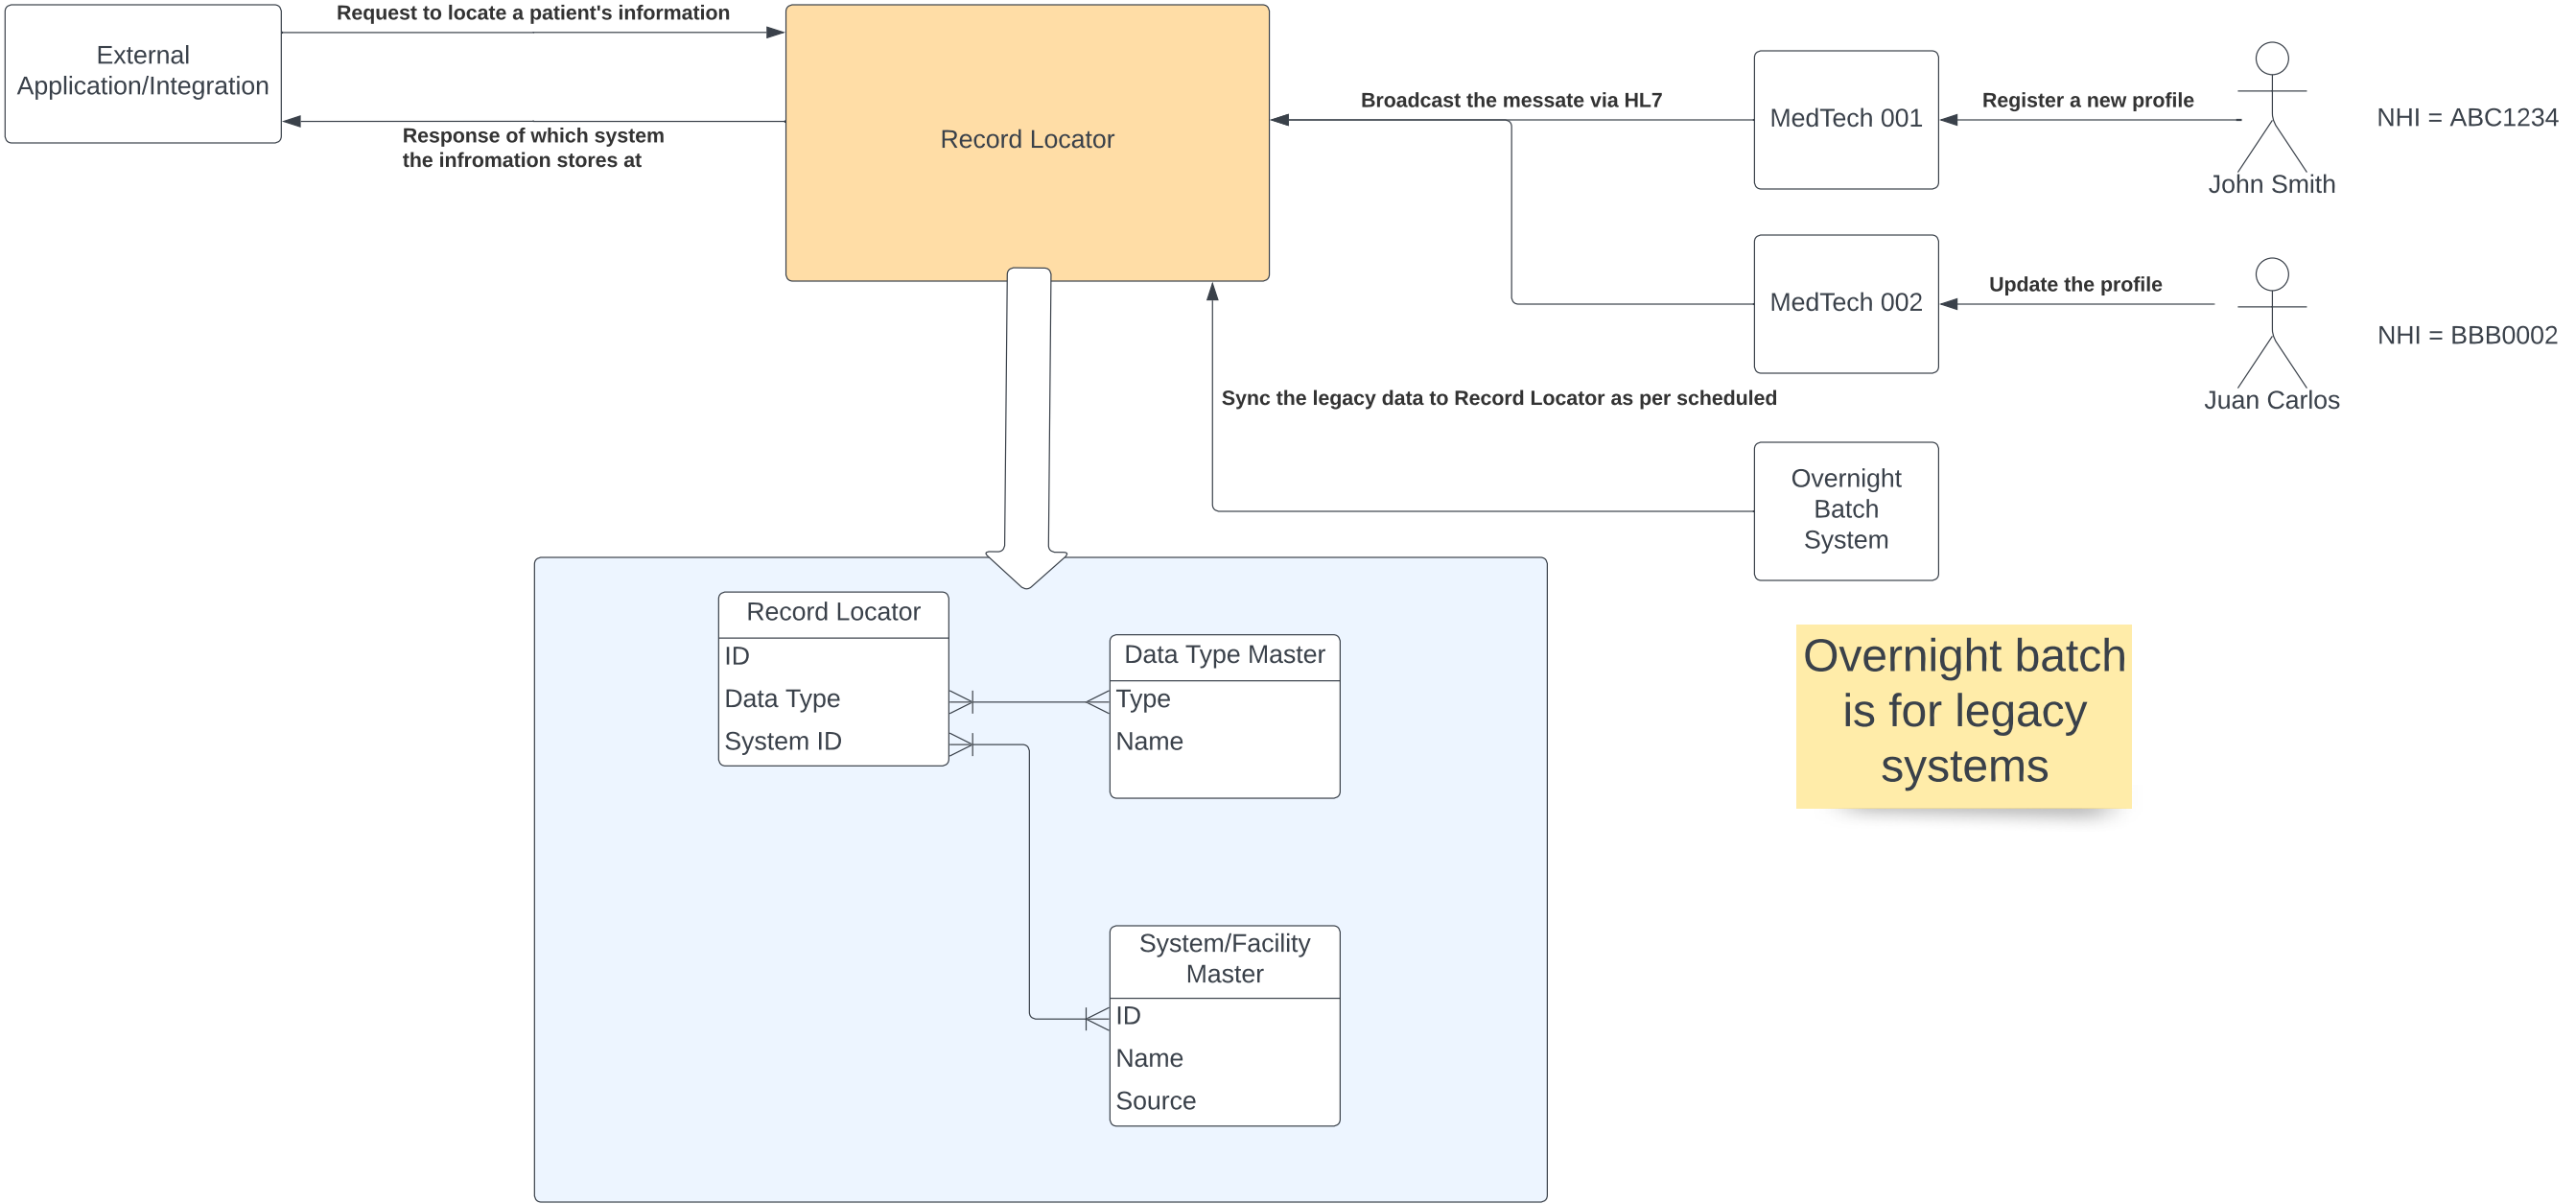 Request to locate a patient's information
External
Application/Integration
Response of which system
the infromation stores at
Record Locator
Broadcast the messate via HL7
MedTech 001
Register a new profile
John Smith
NHI = ABC1234
MedTech 002
Update the profile
Juan Carlos
NHI = BBB0002
Sync the legacy data to Record Locator as per scheduled
Overnight
Batch
System
Overnight batch
is for legacy
systems
Record Locator
ID
Data Type
System ID
Data Type Master
Type
Name
System/Facility
Master
ID
Name
Source